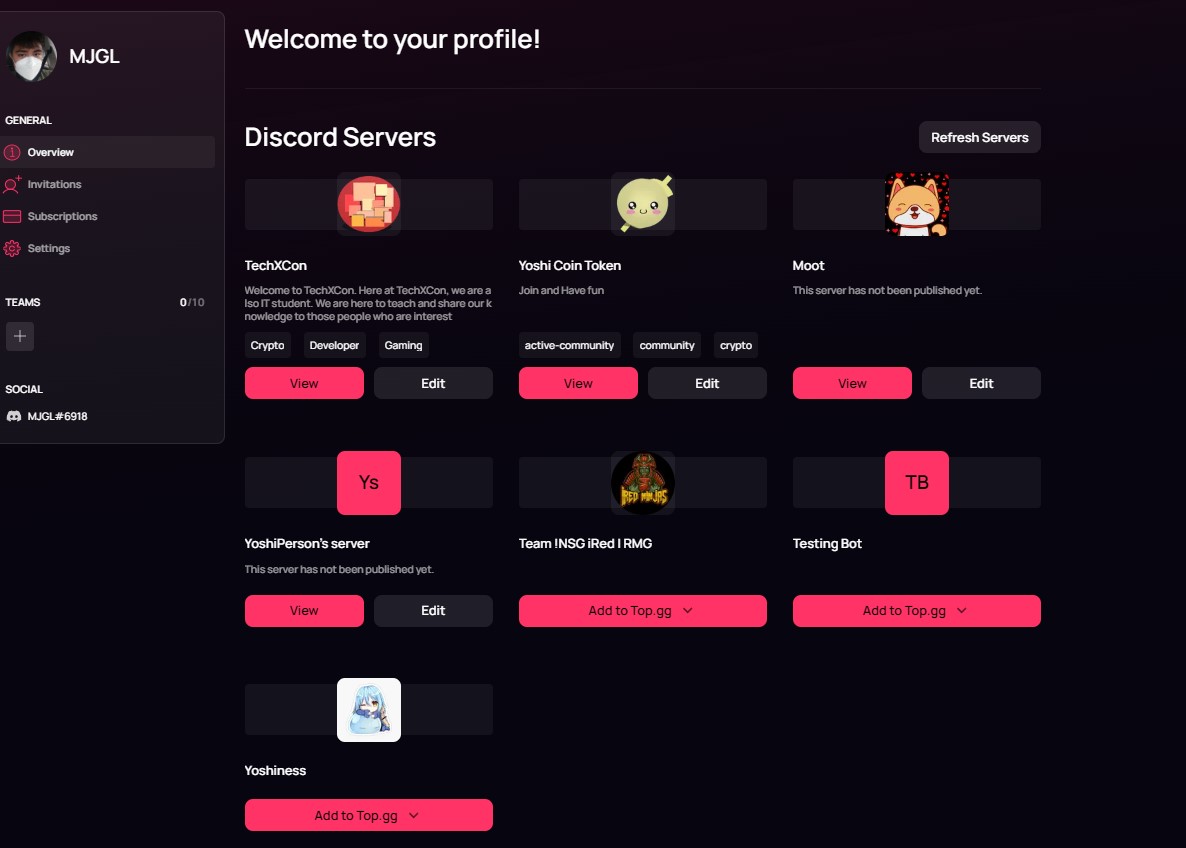 MJGL
GENERAL
Overview
Invitations
Subscriptions
Settings
TEAMS 0/10
SOCIAL
MJGL#6918
Welcome to your profile!
Discord Servers
Refresh Servers
TechXCon
Welcome to TechXCon. Here at TechXCon, we are a
lso IT student. We are here to teach and share our k
nowledge to those people who are interest
Crypto Developer Gaming
View Edit
Yoshi Coin Token
Join and Have fun
active-community community crypto
View Edit
Moot
This server has not been published yet.
View Edit
Ys
YoshiPerson's server
This server has not been published yet.
View Edit
IRED NINJAS
Team !NSG iRed | RMG
Add to Top.gg
TB
Testing Bot
Add to Top.gg
Yoshiness
Add to Top.gg